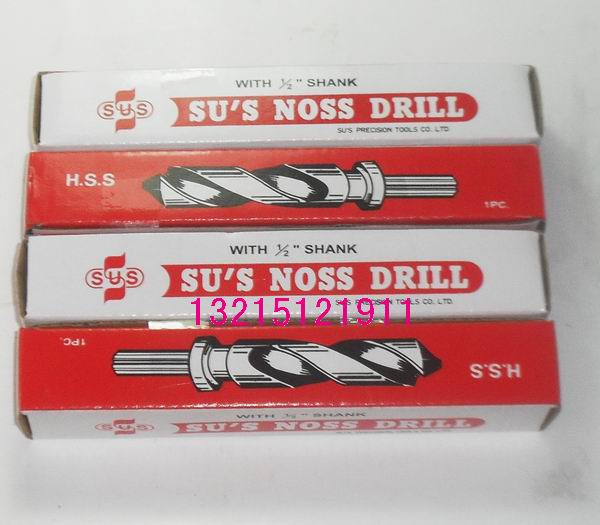 WITH 1/2" SHANK
SUS SU'S NOSS DRILL
SU'S PRECISION TOOLS CO. LTD.
H.S.S
1PC.
WITH 1/2" SHANK
SUS SU'S NOSS DRILL
SU'S PRECISION TOOLS CO. LTD.
13215121911
1PC.
H.S.S
WITH 1/2" SHANK
SUS SU'S NOSS DRILL